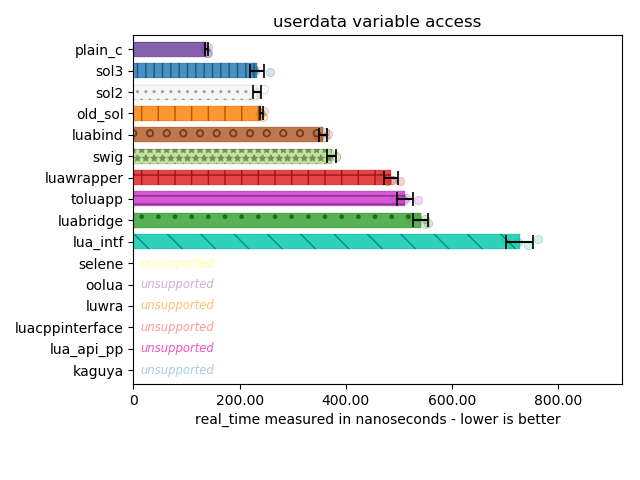 userdata variable access
plain_c
sol3
sol2
old_sol
luabind
swig
luawrapper
toluapp
luabridge
lua_intf
selene unsupported
oolua unsupported
luwra unsupported
luacppinterface unsupported
lua_api_pp unsupported
kaguya unsupported
0 200.00 400.00 600.00 800.00
real_time measured in nanoseconds - lower is better